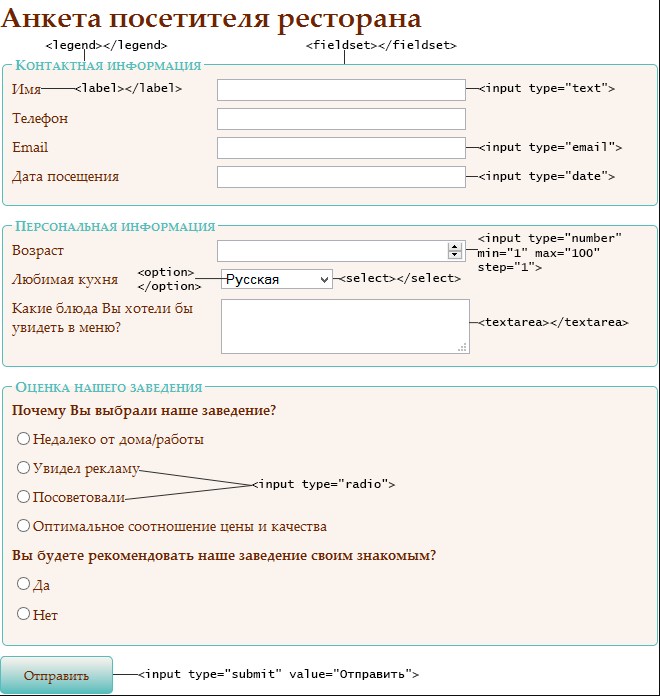 Анкета посетителя ресторана
<legend></legend> <fieldset></fieldset>
Контактная информация
Имя <label></label> <input type="text">
Телефон
Email <input type="email">
Дата посещения <input type="date">
Персональная информация
Возраст <input type="number"
min="1" max="100"
step="1">
Любимая кухня <option> Русская <select></select>
</option>
Какие блюда Вы хотели бы
увидеть в меню? <textarea></textarea>
Оценка нашего заведения
Почему Вы выбрали наше заведение?
Недалеко от дома/работы
Увидел рекламу
<input type="radio">
Посоветовали
Оптимальное соотношение цены и качества
Вы будете рекомендовать наше заведение своим знакомым?
Да
Нет
Отправить <input type="submit" value="Отправить">